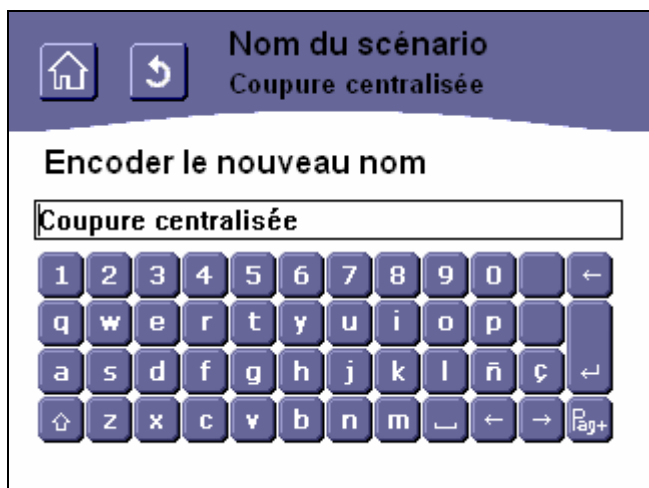 Nom du scénario
Coupure centralisée
Encoder le nouveau nom
Coupure centralisée
1 2 3 4 5 6 7 8 9 0 ←
q w e r t y u i o p
a s d f g h j k l ñ ç ↵
⇧ z x c v b n m ⎵ ← → Pág+